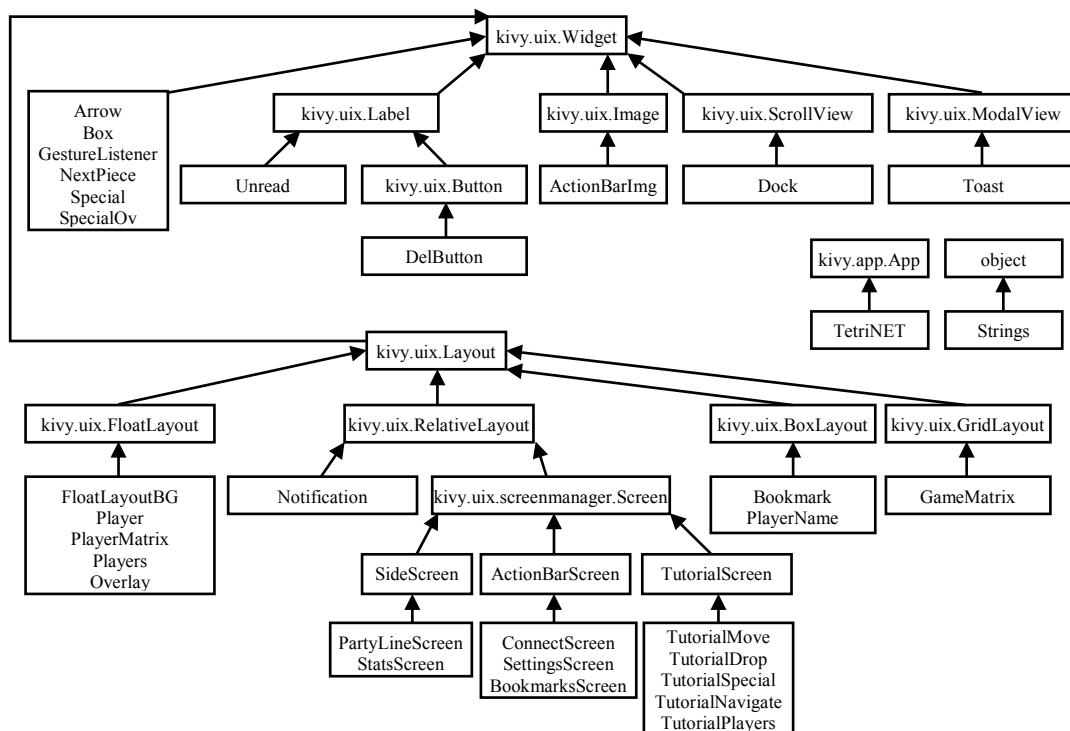 kivy.uix.Widget
Arrow
Box
GestureListener
NextPiece
Special
SpecialOv
kivy.uix.Label
kivy.uix.Image
kivy.uix.ScrollView
kivy.uix.ModalView
Unread
kivy.uix.Button
ActionBarImg
Dock
Toast
DelButton
kivy.app.App
object
TetriNET
Strings
kivy.uix.Layout
kivy.uix.FloatLayout
kivy.uix.RelativeLayout
kivy.uix.BoxLayout
kivy.uix.GridLayout
FloatLayoutBG
Player
PlayerMatrix
Players
Overlay
Notification
kivy.uix.screenmanager.Screen
Bookmark
PlayerName
GameMatrix
SideScreen
ActionBarScreen
TutorialScreen
PartyLineScreen
StatsScreen
ConnectScreen
SettingsScreen
BookmarksScreen
TutorialMove
TutorialDrop
TutorialSpecial
TutorialNavigate
TutorialPlayers